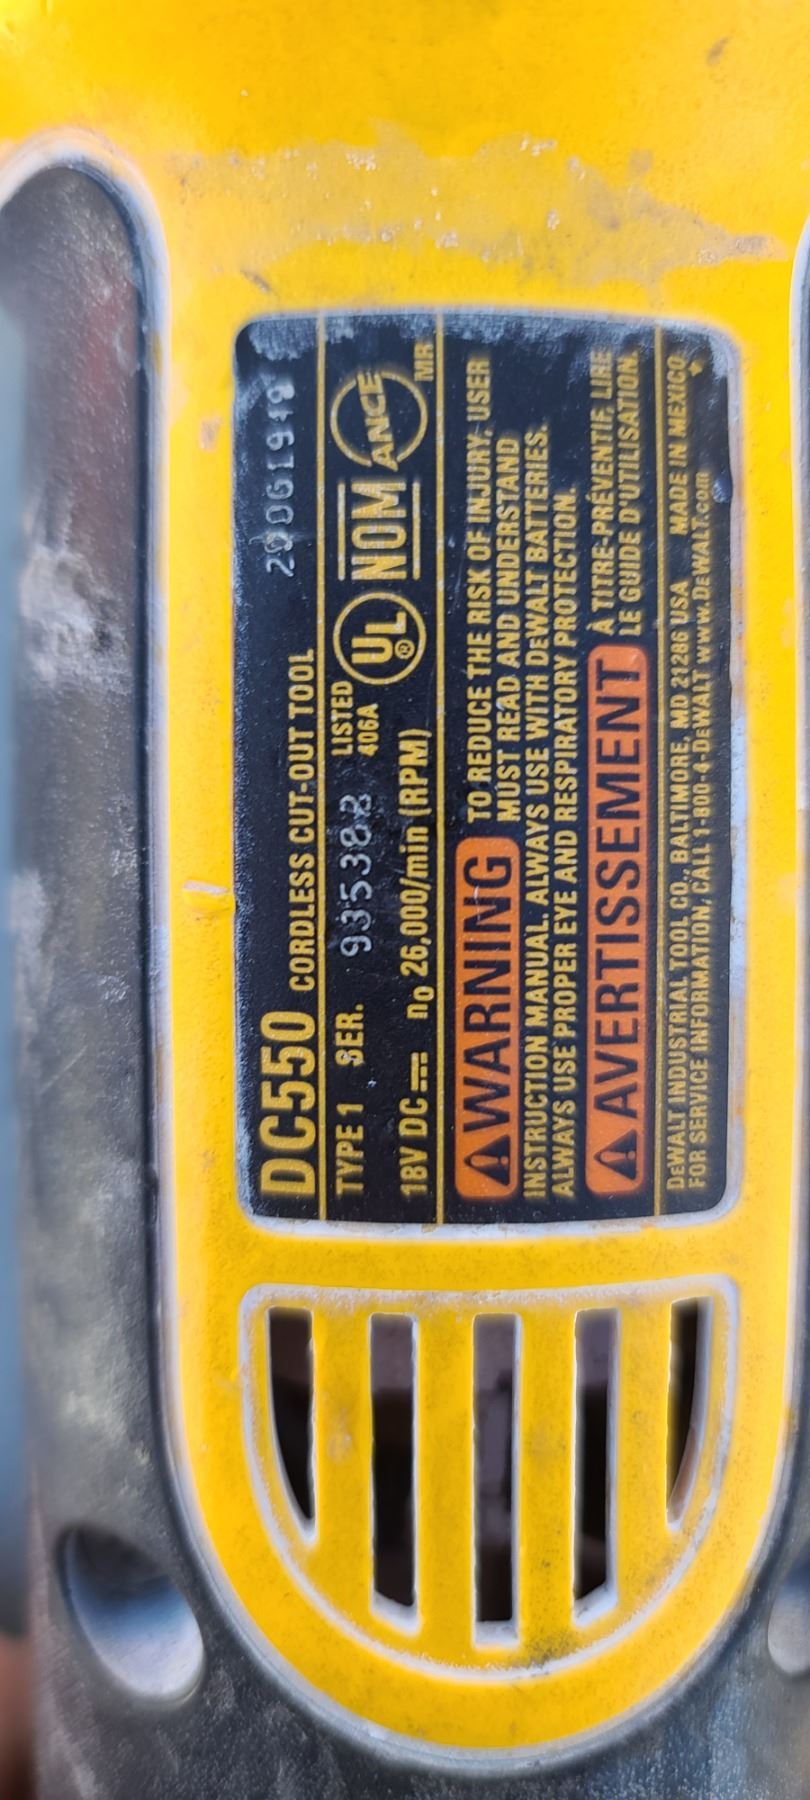 DC550 CORDLESS CUT-OUT TOOL
TYPE 1 SER. 935382 LISTED 406A UL® NOM ANCE MR
18V DC n₀ 26,000/min (RPM)
WARNING TO REDUCE THE RISK OF INJURY, USER
MUST READ AND UNDERSTAND
INSTRUCTION MANUAL. ALWAYS USE WITH DEWALT BATTERIES.
ALWAYS USE PROPER EYE AND RESPIRATORY PROTECTION.
AVERTISSEMENT À TITRE PRÉVENTIF, LIRE
LE GUIDE D'UTILISATION.
DEWALT INDUSTRIAL TOOL CO., BALTIMORE, MD 21286 USA MADE IN MEXICO
FOR SERVICE INFORMATION, CALL 1-800-4-DEWALT www.DEWALT.com